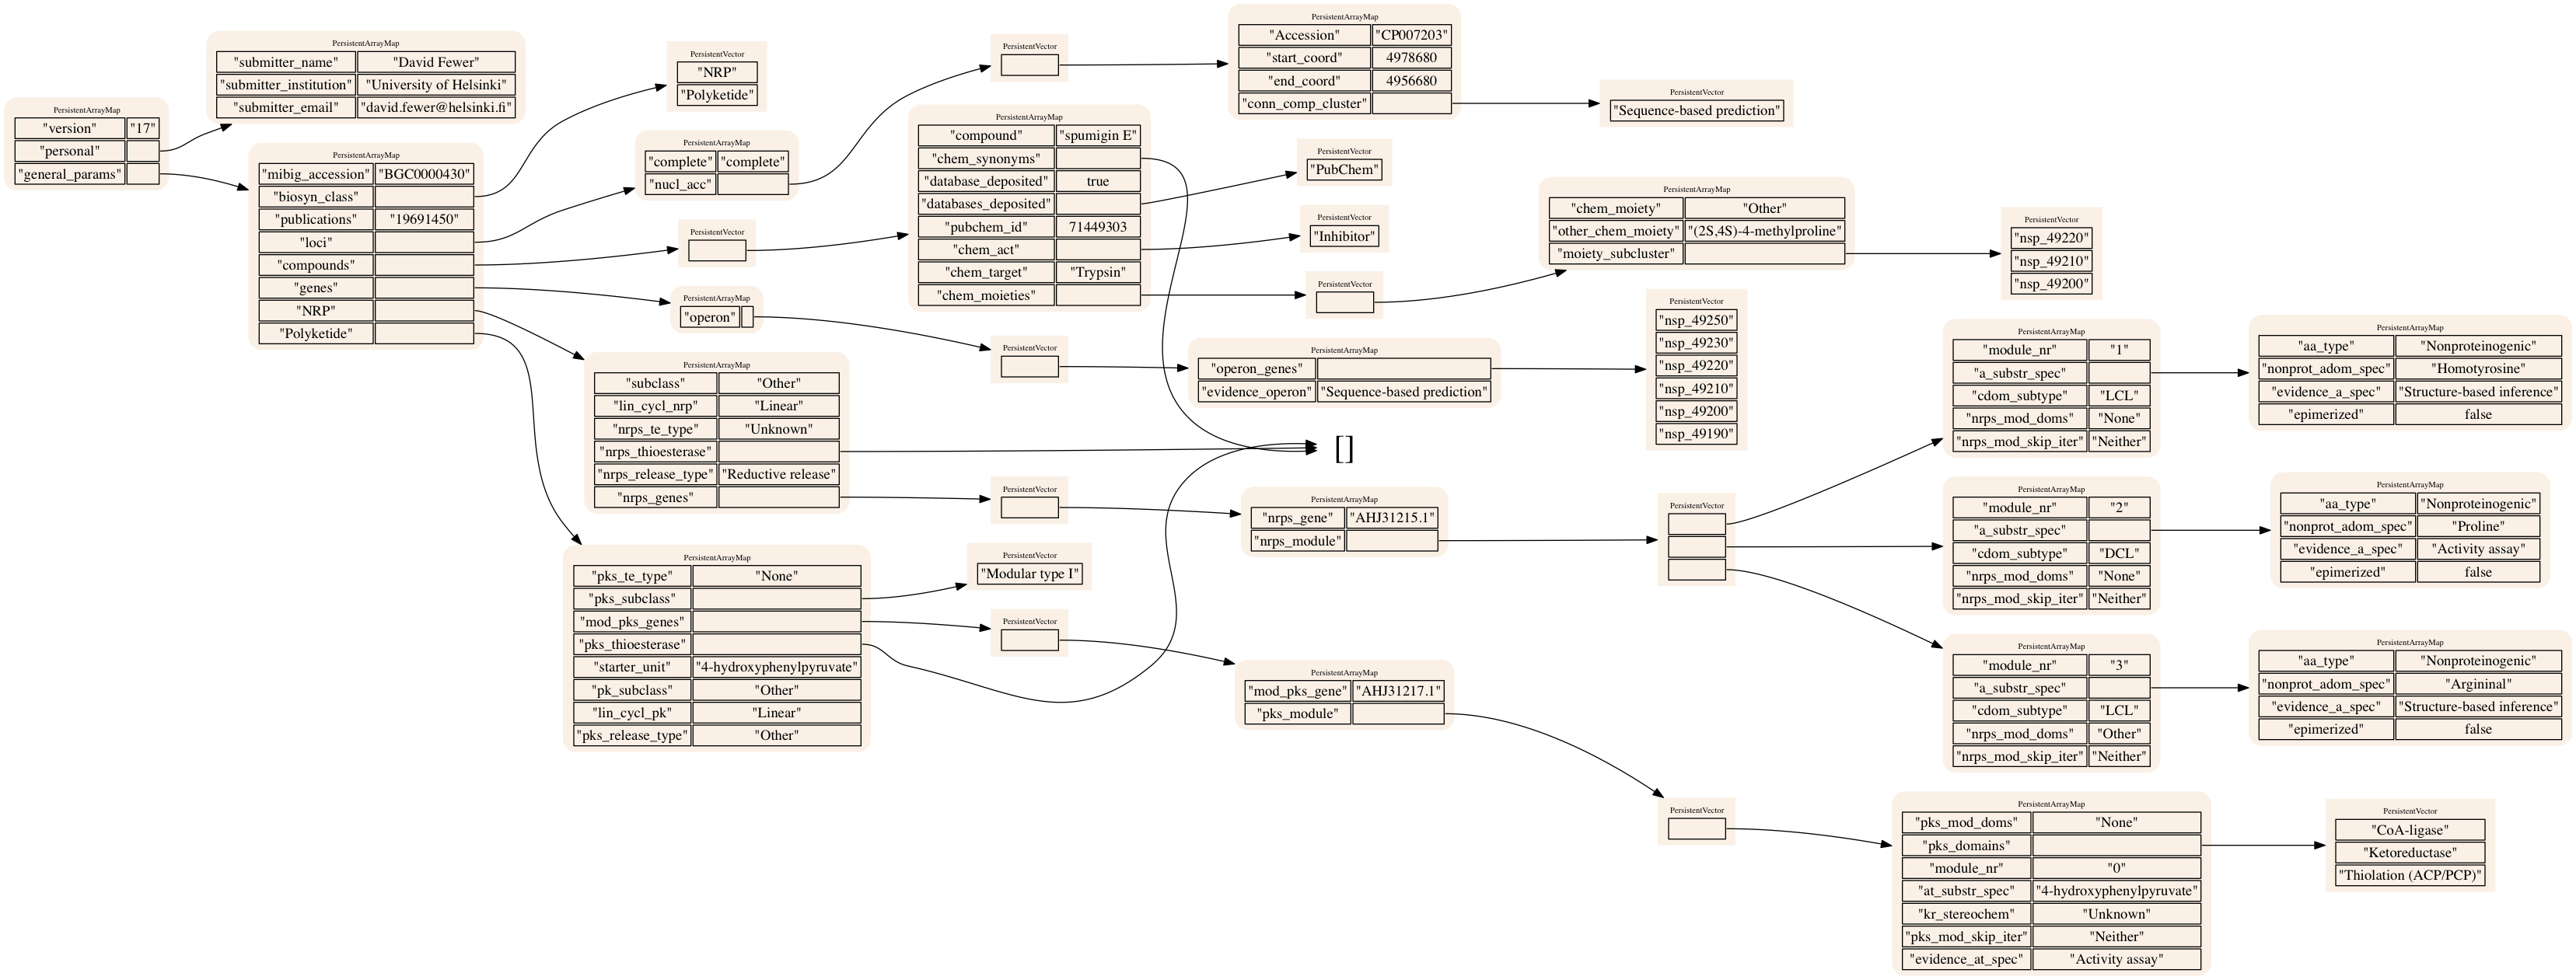 PersistentArrayMap
"version" "17"
"personal"
"general_params"
PersistentArrayMap
"submitter_name" "David Fewer"
"submitter_institution" "University of Helsinki"
"submitter_email" "david.fewer@helsinki.fi"
PersistentArrayMap
"mibig_accession" "BGC0000430"
"biosyn_class"
"publications" "19691450"
"loci"
"compounds"
"genes"
"NRP"
"Polyketide"
PersistentVector
"NRP"
"Polyketide"
PersistentArrayMap
"complete" "complete"
"nucl_acc"
PersistentVector
PersistentArrayMap
"operon"
PersistentArrayMap
"subclass" "Other"
"lin_cycl_nrp" "Linear"
"nrps_te_type" "Unknown"
"nrps_thioesterase"
"nrps_release_type" "Reductive release"
"nrps_genes"
PersistentArrayMap
"pks_te_type" "None"
"pks_subclass"
"mod_pks_genes"
"pks_thioesterase"
"starter_unit" "4-hydroxyphenylpyruvate"
"pk_subclass" "Other"
"lin_cycl_pk" "Linear"
"pks_release_type" "Other"
PersistentVector
PersistentArrayMap
"compound" "spumigin E"
"chem_synonyms"
"database_deposited" true
"databases_deposited"
"pubchem_id" 71449303
"chem_act"
"chem_target" "Trypsin"
"chem_moieties"
PersistentVector
PersistentVector
PersistentVector
"Modular type I"
PersistentVector
PersistentArrayMap
"Accession" "CP007203"
"start_coord" 4978680
"end_coord" 4956680
"conn_comp_cluster"
PersistentVector
"PubChem"
PersistentVector
"Inhibitor"
PersistentVector
PersistentArrayMap
"operon_genes"
"evidence_operon" "Sequence-based prediction"
[]
PersistentArrayMap
"nrps_gene" "AHJ31215.1"
"nrps_module"
PersistentArrayMap
"mod_pks_gene" "AHJ31217.1"
"pks_module"
PersistentVector
"Sequence-based prediction"
PersistentArrayMap
"chem_moiety" "Other"
"other_chem_moiety" "(2S,4S)-4-methylproline"
"moiety_subcluster"
PersistentVector
"nsp_49250"
"nsp_49230"
"nsp_49220"
"nsp_49210"
"nsp_49200"
"nsp_49190"
PersistentVector
PersistentVector
PersistentVector
"nsp_49220"
"nsp_49210"
"nsp_49200"
PersistentArrayMap
"module_nr" "1"
"a_substr_spec"
"cdom_subtype" "LCL"
"nrps_mod_doms" "None"
"nrps_mod_skip_iter" "Neither"
PersistentArrayMap
"module_nr" "2"
"a_substr_spec"
"cdom_subtype" "DCL"
"nrps_mod_doms" "None"
"nrps_mod_skip_iter" "Neither"
PersistentArrayMap
"module_nr" "3"
"a_substr_spec"
"cdom_subtype" "LCL"
"nrps_mod_doms" "Other"
"nrps_mod_skip_iter" "Neither"
PersistentArrayMap
"pks_mod_doms" "None"
"pks_domains"
"module_nr" "0"
"at_substr_spec" "4-hydroxyphenylpyruvate"
"kr_stereochem" "Unknown"
"pks_mod_skip_iter" "Neither"
"evidence_at_spec" "Activity assay"
PersistentArrayMap
"aa_type" "Nonproteinogenic"
"nonprot_adom_spec" "Homotyrosine"
"evidence_a_spec" "Structure-based inference"
"epimerized" false
PersistentArrayMap
"aa_type" "Nonproteinogenic"
"nonprot_adom_spec" "Proline"
"evidence_a_spec" "Activity assay"
"epimerized" false
PersistentArrayMap
"aa_type" "Nonproteinogenic"
"nonprot_adom_spec" "Argininal"
"evidence_a_spec" "Structure-based inference"
"epimerized" false
PersistentVector
"CoA-ligase"
"Ketoreductase"
"Thiolation (ACP/PCP)"